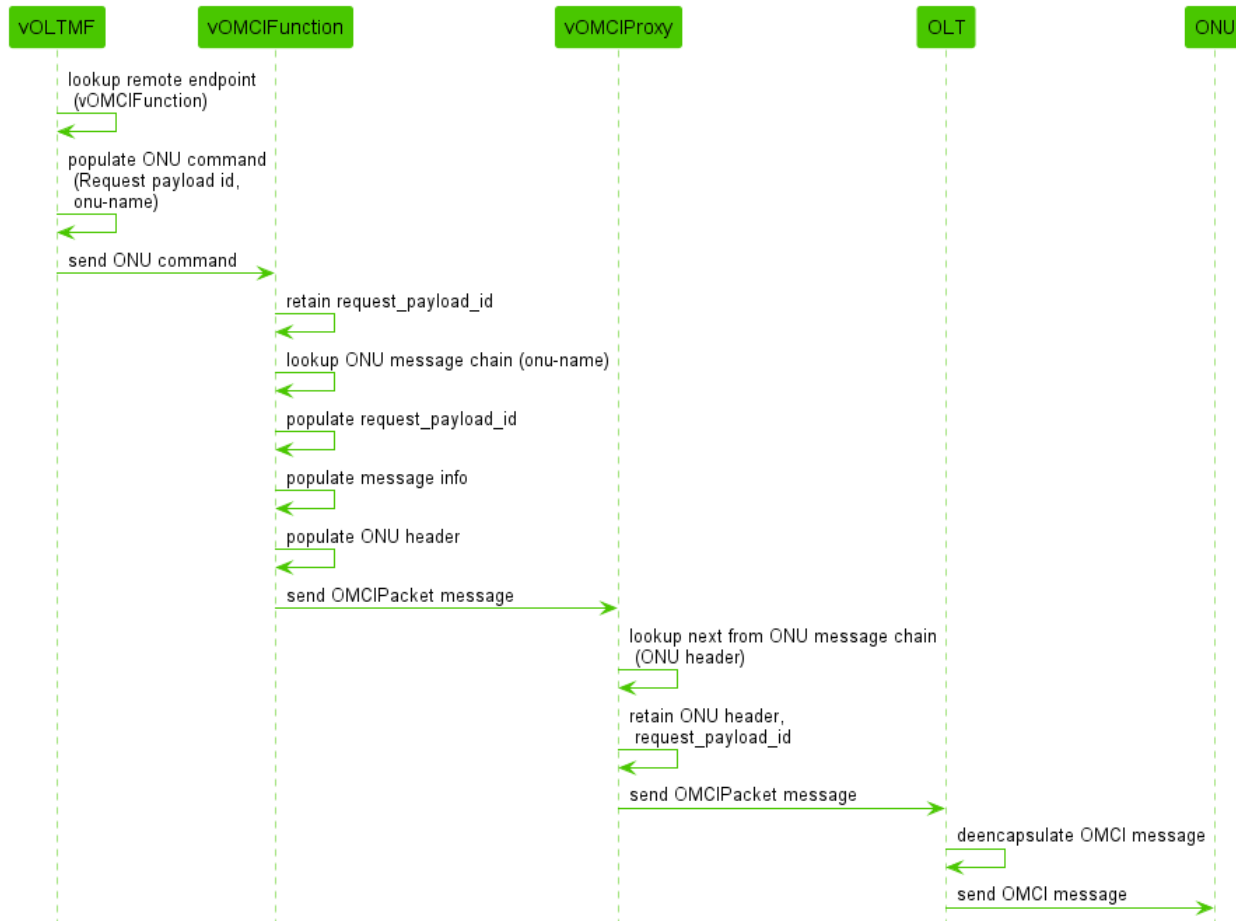 vOLTMF
vOMCIFunction
vOMCIProxy
OLT
ONU
lookup remote endpoint
(vOMCIFunction)
populate ONU command
(Request payload id,
onu-name)
send ONU command
retain request_payload_id
lookup ONU message chain (onu-name)
populate request_payload_id
populate message info
populate ONU header
send OMCIPacket message
lookup next from ONU message chain
(ONU header)
retain ONU header,
request_payload_id
send OMCIPacket message
deencapsulate OMCI message
send OMCI message